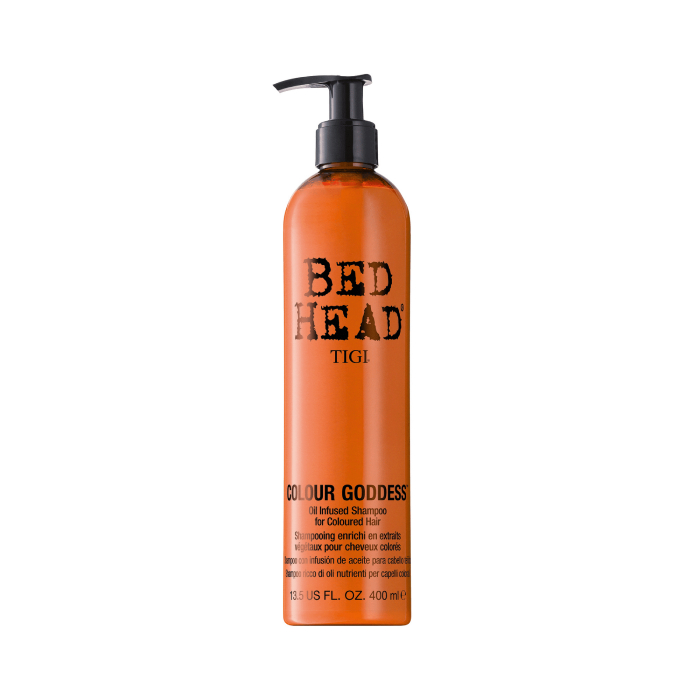 BED
HEAD®
TIGI
COLOUR GODDESS™
Oil Infused Shampoo
for Coloured Hair
Shampooing enrichi en extraits
végétaux pour cheveux colorés
con infusión de aceite para cabello
ricco di oli nutrienti per capelli
13.5 US FL. OZ. 400 ml ℮